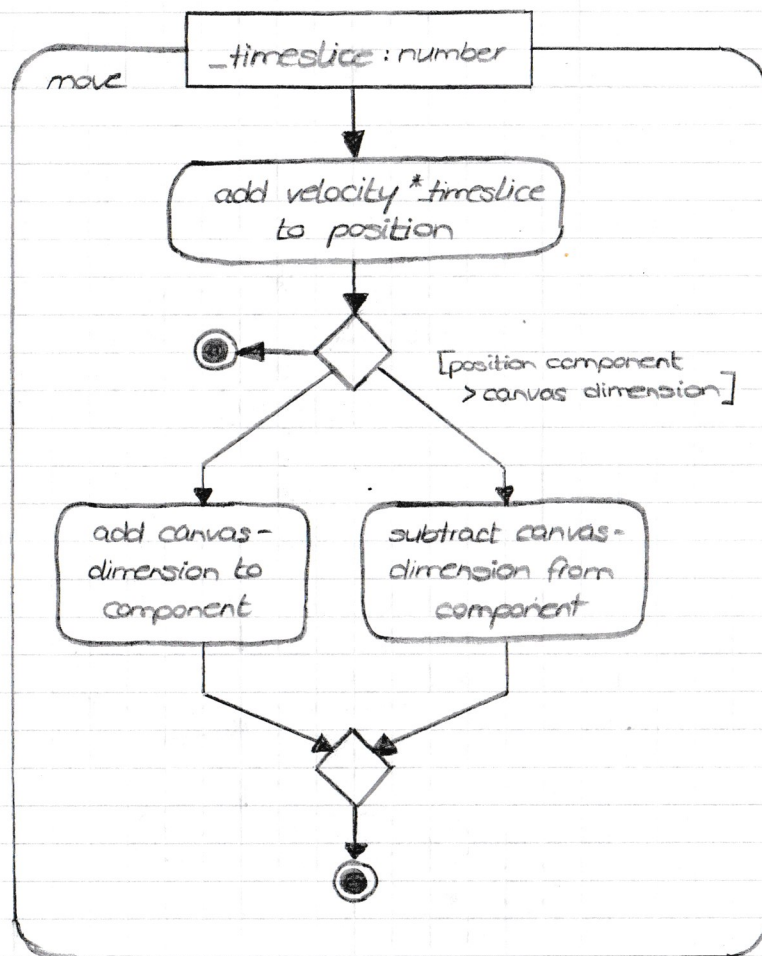 _timeslice : number
move
add velocity * _timeslice
to position
[position component
> canvas dimension]
add canvas-
dimension to
component
subtract canvas-
dimension from
component